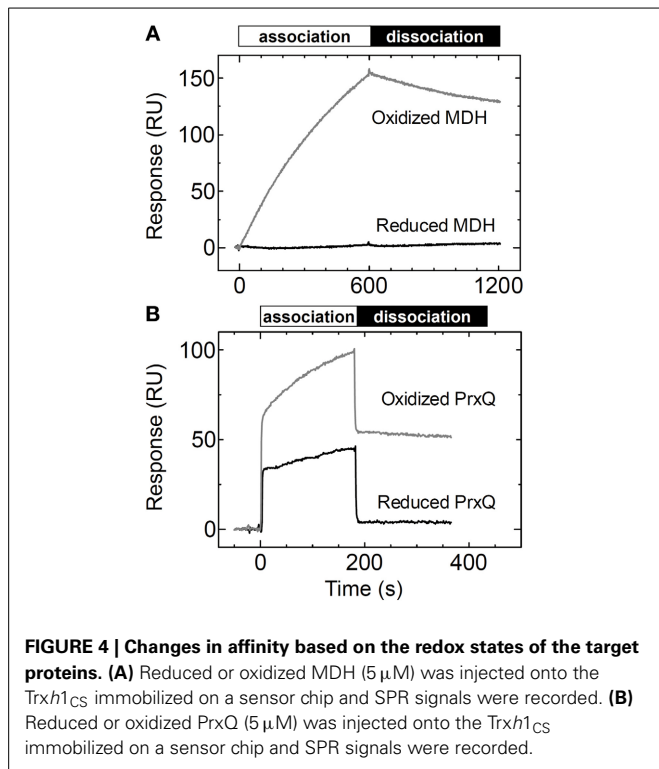 A
association dissociation
150
100
50
0
Response (RU)
Oxidized MDH
Reduced MDH
0 600 1200
B
association dissociation
100
50
0
Response (RU)
Oxidized PrxQ
Reduced PrxQ
0 200 400
Time (s)
FIGURE 4 | Changes in affinity based on the redox states of the target
proteins. (A) Reduced or oxidized MDH (5 μM) was injected onto the
Trxh1CS immobilized on a sensor chip and SPR signals were recorded. (B)
Reduced or oxidized PrxQ (5 μM) was injected onto the Trxh1CS
immobilized on a sensor chip and SPR signals were recorded.